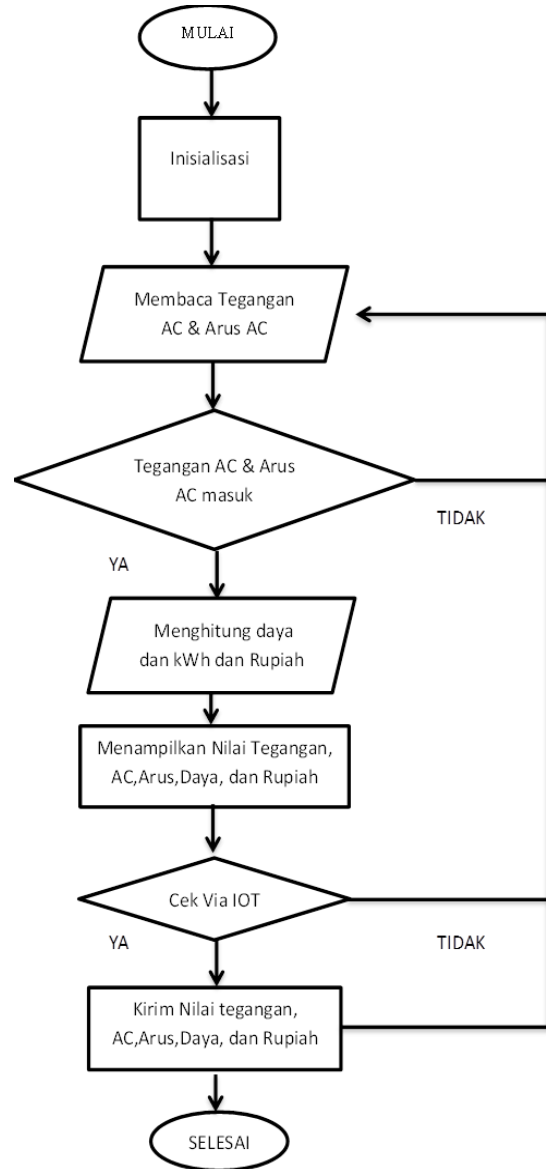 MULAI
Inisialisasi
Membaca Tegangan
AC & Arus AC
Tegangan AC & Arus
AC masuk
TIDAK
YA
Menghitung daya
dan kWh dan Rupiah
Menampilkan Nilai Tegangan,
AC,Arus,Daya, dan Rupiah
Cek Via IOT
YA
TIDAK
Kirim Nilai tegangan,
AC,Arus,Daya, dan Rupiah
SELESAI